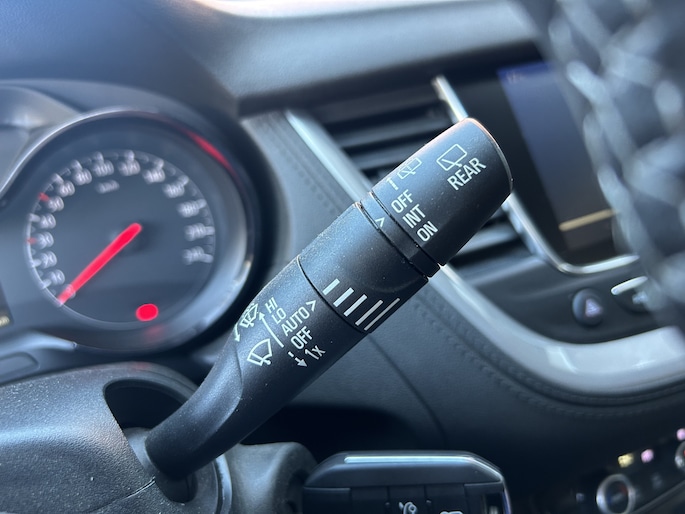 REAR
OFF
INT
ON
HI
LO
AUTO
OFF
1x